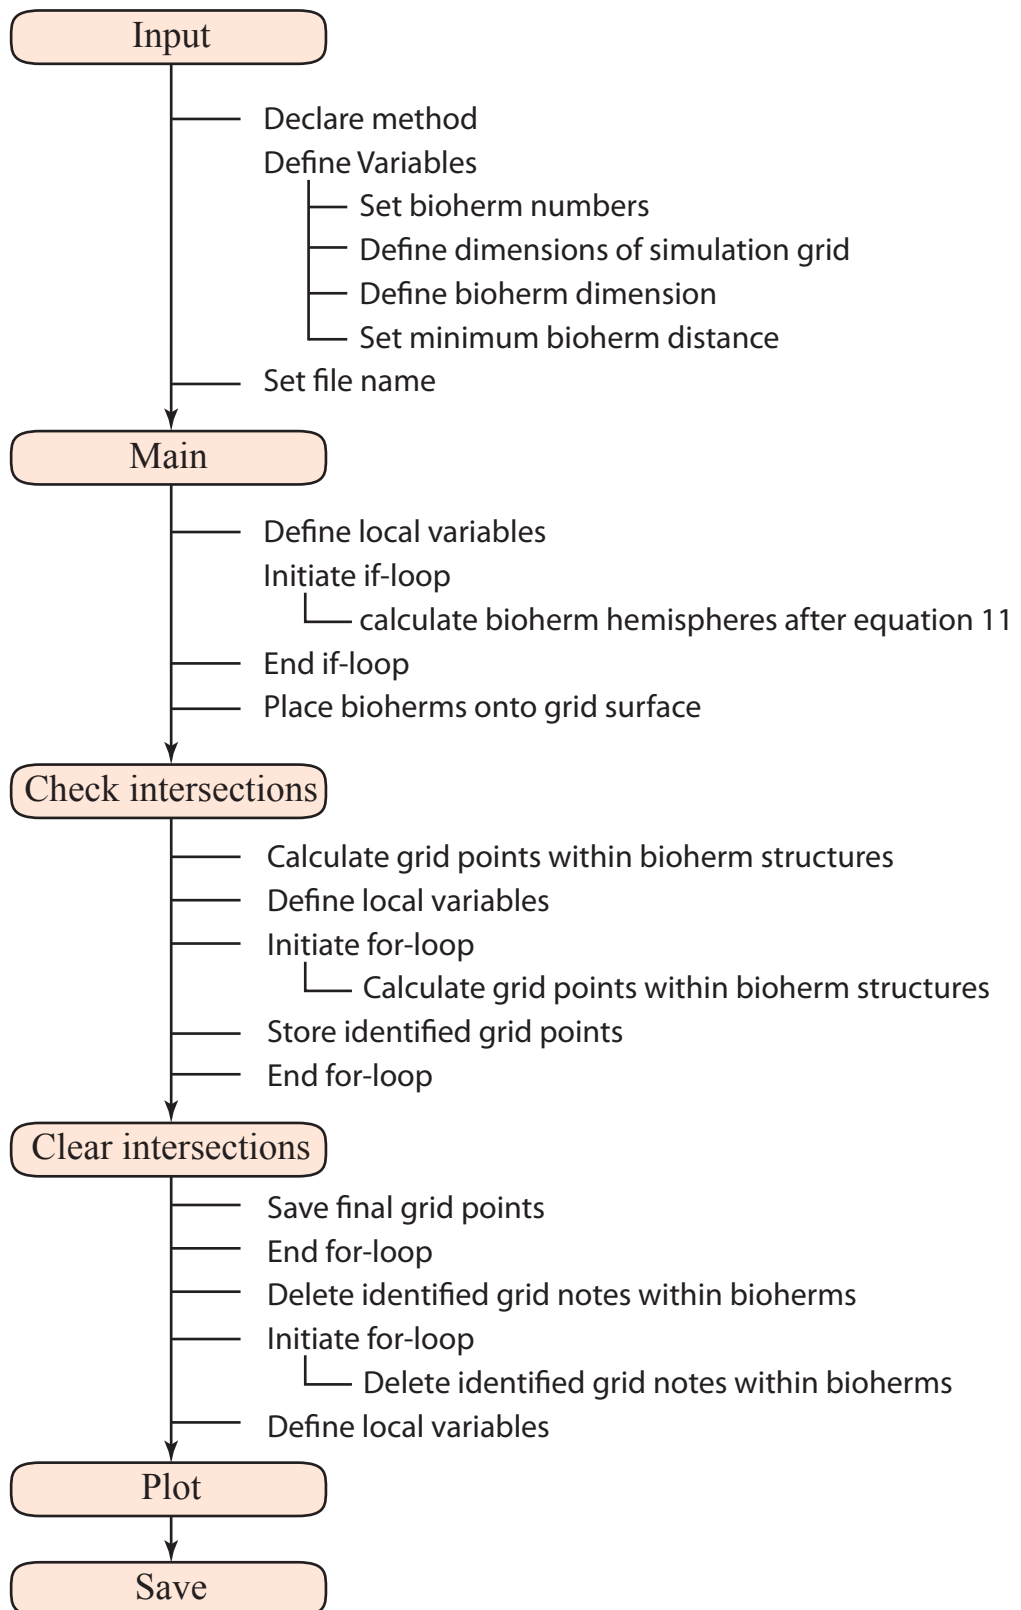 Input
Declare method
Define Variables
Set bioherm numbers
Define dimensions of simulation grid
Define bioherm dimension
Set minimum bioherm distance
Set file name
Main
Define local variables
Initiate if-loop
calculate bioherm hemispheres after equation 11
End if-loop
Place bioherms onto grid surface
Check intersections
Calculate grid points within bioherm structures
Define local variables
Initiate for-loop
Calculate grid points within bioherm structures
Store identified grid points
End for-loop
Clear intersections
Save final grid points
End for-loop
Delete identified grid notes within bioherms
Initiate for-loop
Delete identified grid notes within bioherms
Define local variables
Plot
Save